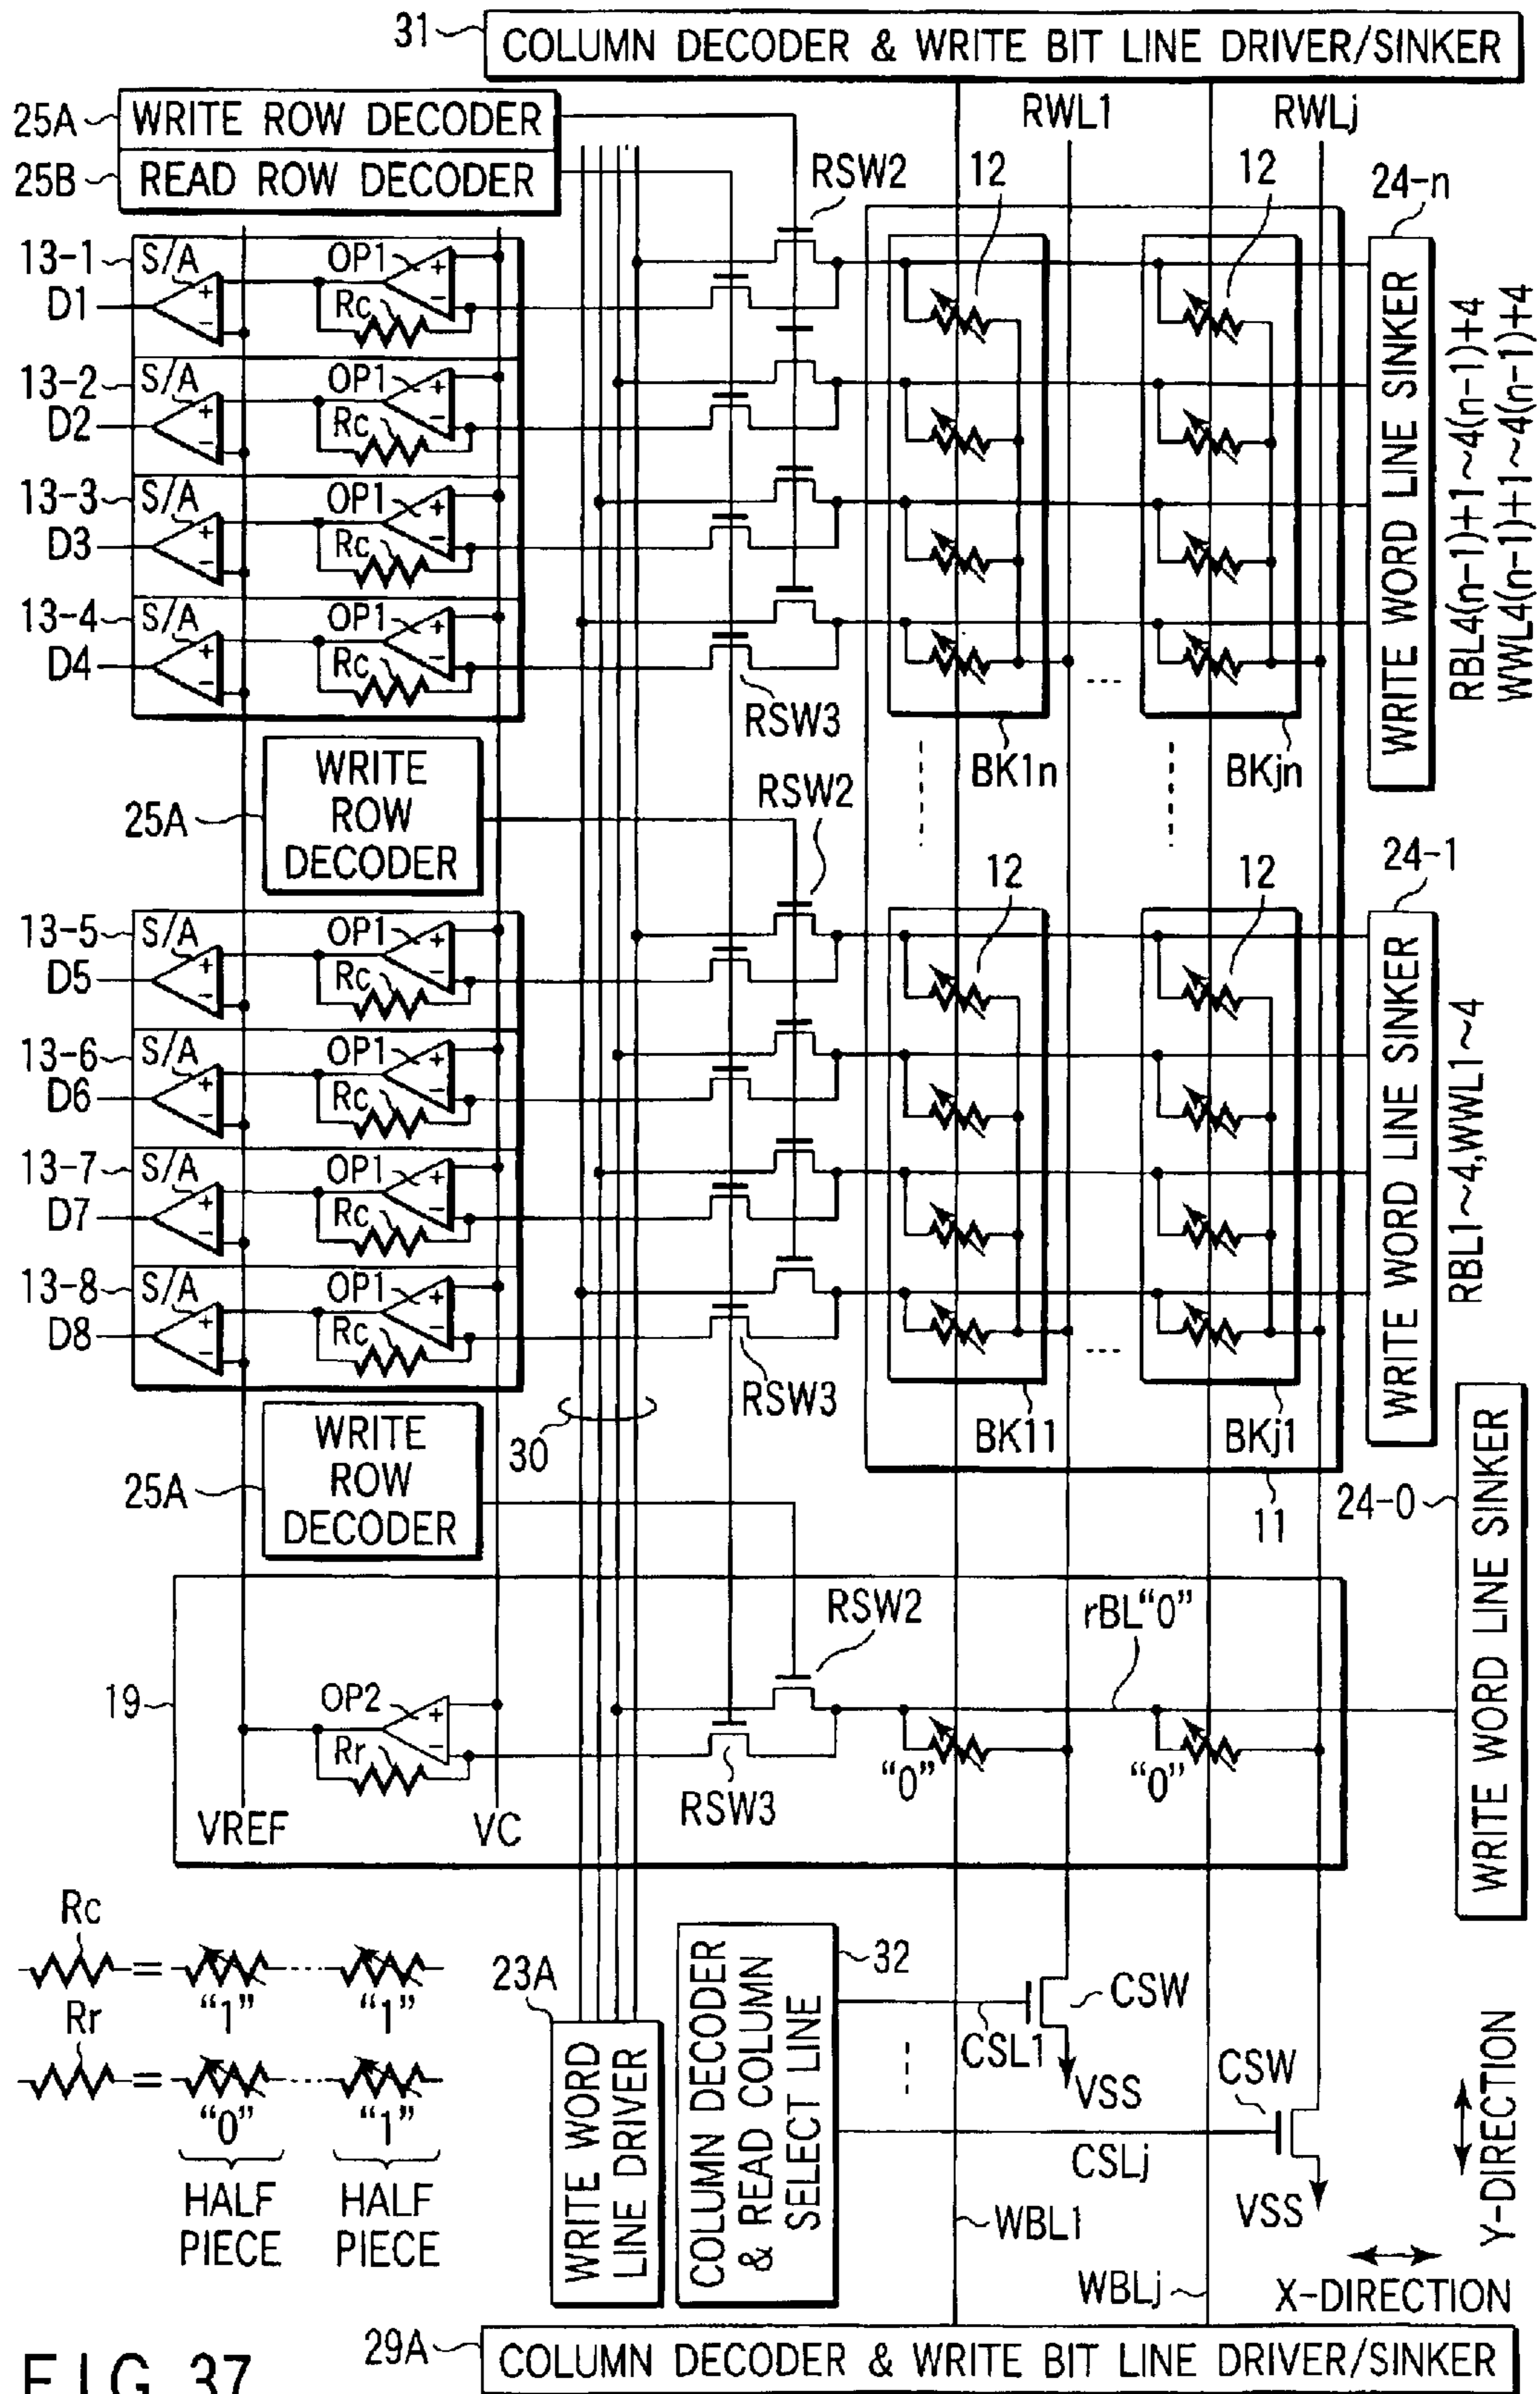 31
COLUMN DECODER & WRITE BIT LINE DRIVER/SINKER
25A
WRITE ROW DECODER
25B
READ ROW DECODER
RWL1
RWLj
RSW2
12
12
24-n
13-1
S/A
OP1
D1
Rc
+
-
+
-
13-2
S/A
OP1
D2
Rc
+
-
+
-
13-3
S/A
OP1
D3
Rc
+
-
+
-
13-4
S/A
OP1
D4
Rc
+
-
+
-
WRITE WORD LINE SINKER
RBL4(n-1)+1~4(n-1)+4
WWL4(n-1)+1~4(n-1)+4
RSW3
...
BK1n
BKjn
25A
WRITE
ROW
DECODER
RSW2
12
12
24-1
13-5
S/A
OP1
D5
Rc
+
-
+
-
13-6
S/A
OP1
D6
Rc
+
-
+
-
13-7
S/A
OP1
D7
Rc
+
-
+
-
13-8
S/A
OP1
D8
Rc
+
-
+
-
WRITE WORD LINE SINKER
RBL1~4,WWL1~4
RSW3
...
BK11
BKj1
30
11
25A
WRITE
ROW
DECODER
24-0
WRITE WORD LINE SINKER
19
OP2
Rr
+
-
RSW2
rBL"0"
RSW3
"0"
"0"
VREF
VC
Rc
=
"1"
"1"
Rr
=
"0"
"1"
HALF
PIECE
HALF
PIECE
23A
WRITE WORD
LINE DRIVER
32
COLUMN DECODER
& READ COLUMN
SELECT LINE
CSW
CSL1
VSS
CSW
CSLj
VSS
WBL1
WBLj
Y-DIRECTION
X-DIRECTION
29A
COLUMN DECODER & WRITE BIT LINE DRIVER/SINKER
FIG. 37